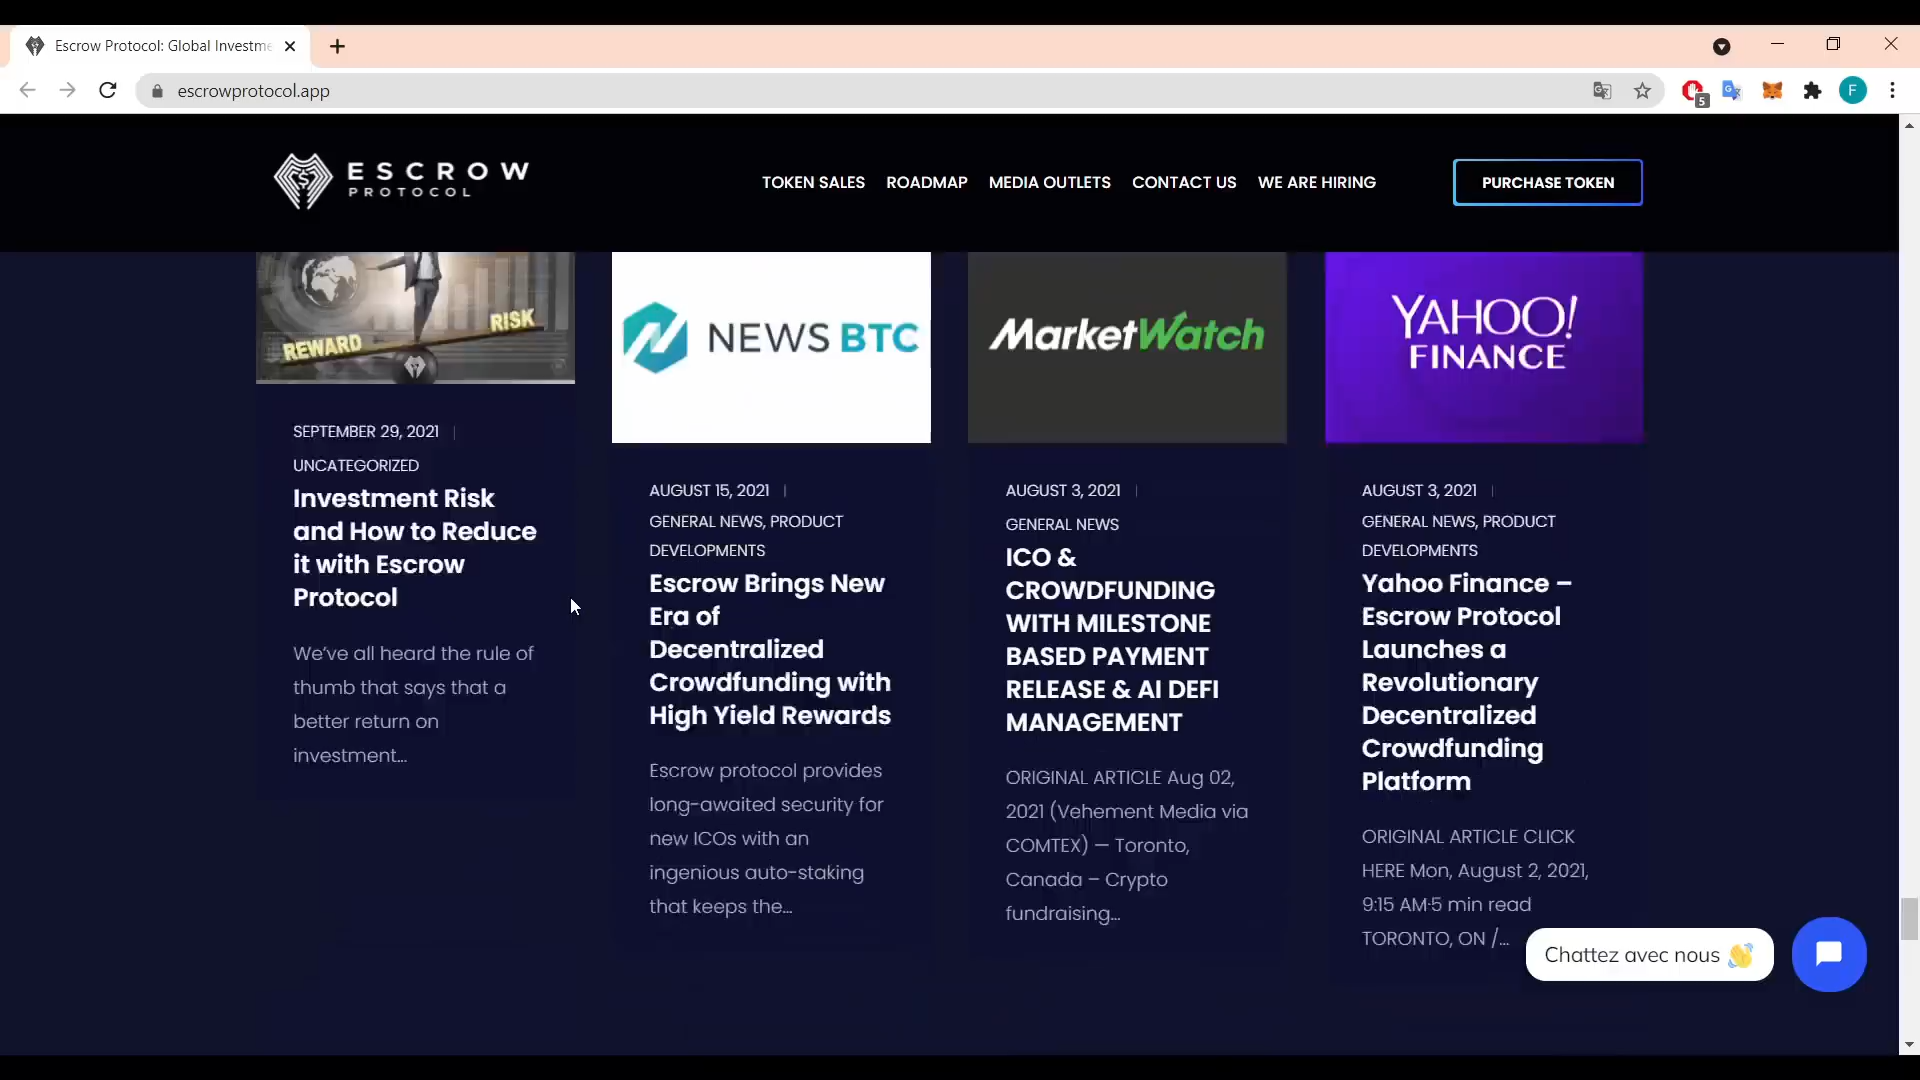 Escrow Protocol: Global Investme
escrowprotocol.app
5
F
ESCROW
PROTOCOL
TOKEN SALES
ROADMAP
MEDIA OUTLETS
CONTACT US
WE ARE HIRING
PURCHASE TOKEN
REWARD
RISK
SEPTEMBER 29, 2021
UNCATEGORIZED
Investment Risk
and How to Reduce
it with Escrow
Protocol
We've all heard the rule of
thumb that says that a
better return on
investment...
NEWS BTC
AUGUST 15, 2021
GENERAL NEWS, PRODUCT
DEVELOPMENTS
Escrow Brings New
Era of
Decentralized
Crowdfunding with
High Yield Rewards
Escrow protocol provides
long-awaited security for
new ICOs with an
ingenious auto-staking
that keeps the...
MarketWatch
AUGUST 3, 2021
GENERAL NEWS
ICO &
CROWDFUNDING
WITH MILESTONE
BASED PAYMENT
RELEASE & AI DEFI
MANAGEMENT
ORIGINAL ARTICLE Aug 02,
2021 (Vehement Media via
COMTEX) — Toronto,
Canada – Crypto
fundraising...
YAHOO!
FINANCE
AUGUST 3, 2021
GENERAL NEWS, PRODUCT
DEVELOPMENTS
Yahoo Finance –
Escrow Protocol
Launches a
Revolutionary
Decentralized
Crowdfunding
Platform
ORIGINAL ARTICLE CLICK
HERE Mon, August 2, 2021,
9:15 AM·5 min read
TORONTO, ON /...
Chattez avec nous 👋